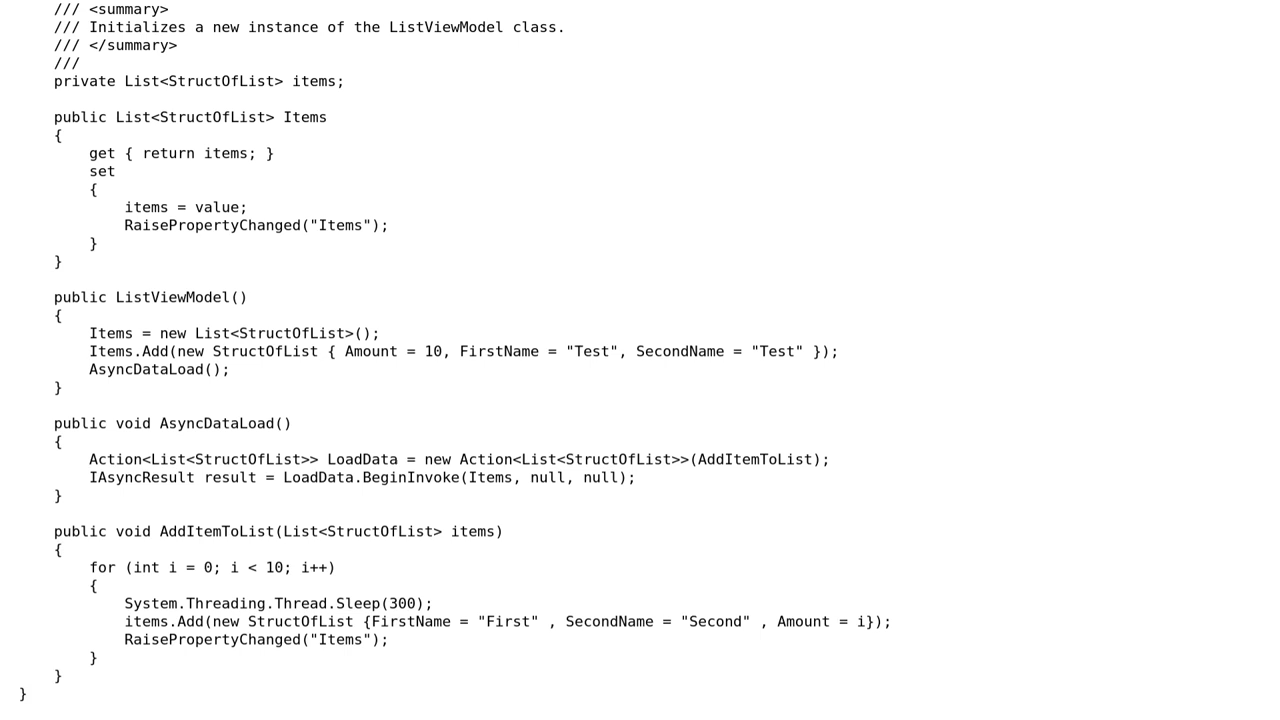 /// <summary>
/// Initializes a new instance of the ListViewModel class.
/// </summary>
///
private List<StructOfList> items;
public List<StructOfList> Items
{
get { return items; }
set
{
items = value;
RaisePropertyChanged("Items");
}
}
public ListViewModel()
{
Items = new List<StructOfList>();
Items.Add(new StructOfList { Amount = 10, FirstName = "Test", SecondName = "Test" });
AsyncDataLoad();
}
public void AsyncDataLoad()
{
Action<List<StructOfList>> LoadData = new Action<List<StructOfList>>(AddItemToList);
IAsyncResult result = LoadData.BeginInvoke(Items, null, null);
}
public void AddItemToList(List<StructOfList> items)
{
for (int i = 0; i < 10; i++)
{
System.Threading.Thread.Sleep(300);
items.Add(new StructOfList {FirstName = "First" , SecondName = "Second" , Amount = i});
RaisePropertyChanged("Items");
}
}
}